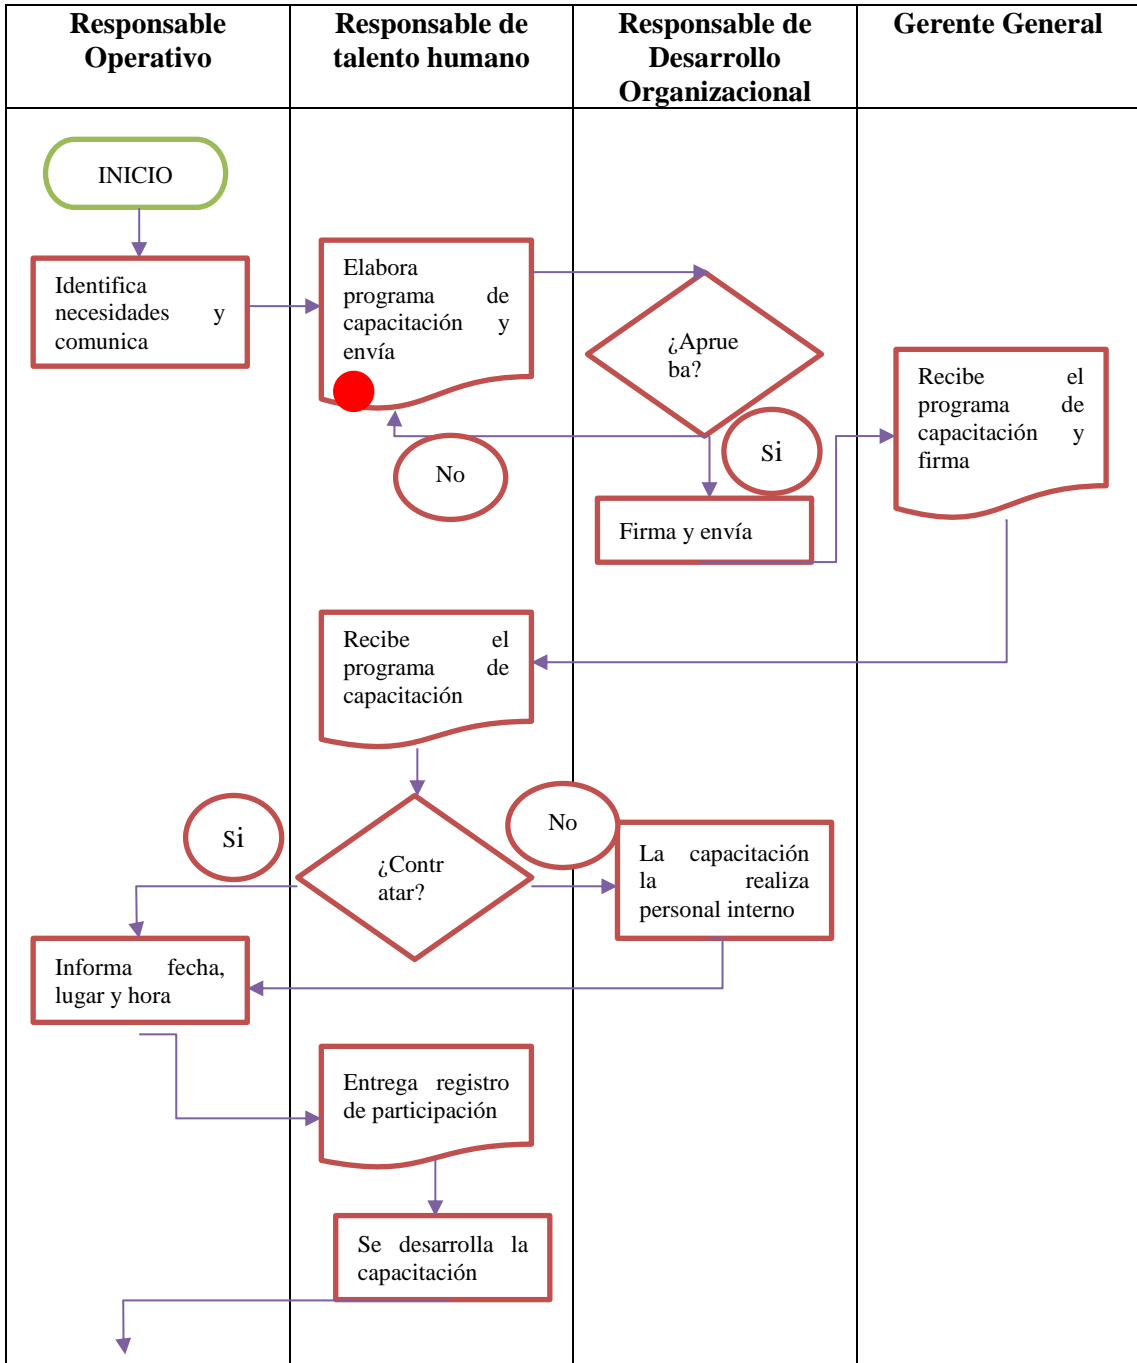 Responsable
Operativo
Responsable de
talento humano
Responsable de
Desarrollo
Organizacional
Gerente General
INICIO
Identifica
necesidades y
comunica
Elabora
programa de
capacitación y
envía
¿Aprue
ba?
No
Si
Firma y envía
Recibe el
programa de
capacitación y
firma
Recibe el
programa de
capacitación
Si
¿Contr
atar?
No
La capacitación
la realiza
personal interno
Informa fecha,
lugar y hora
Entrega registro
de participación
Se desarrolla la
capacitación